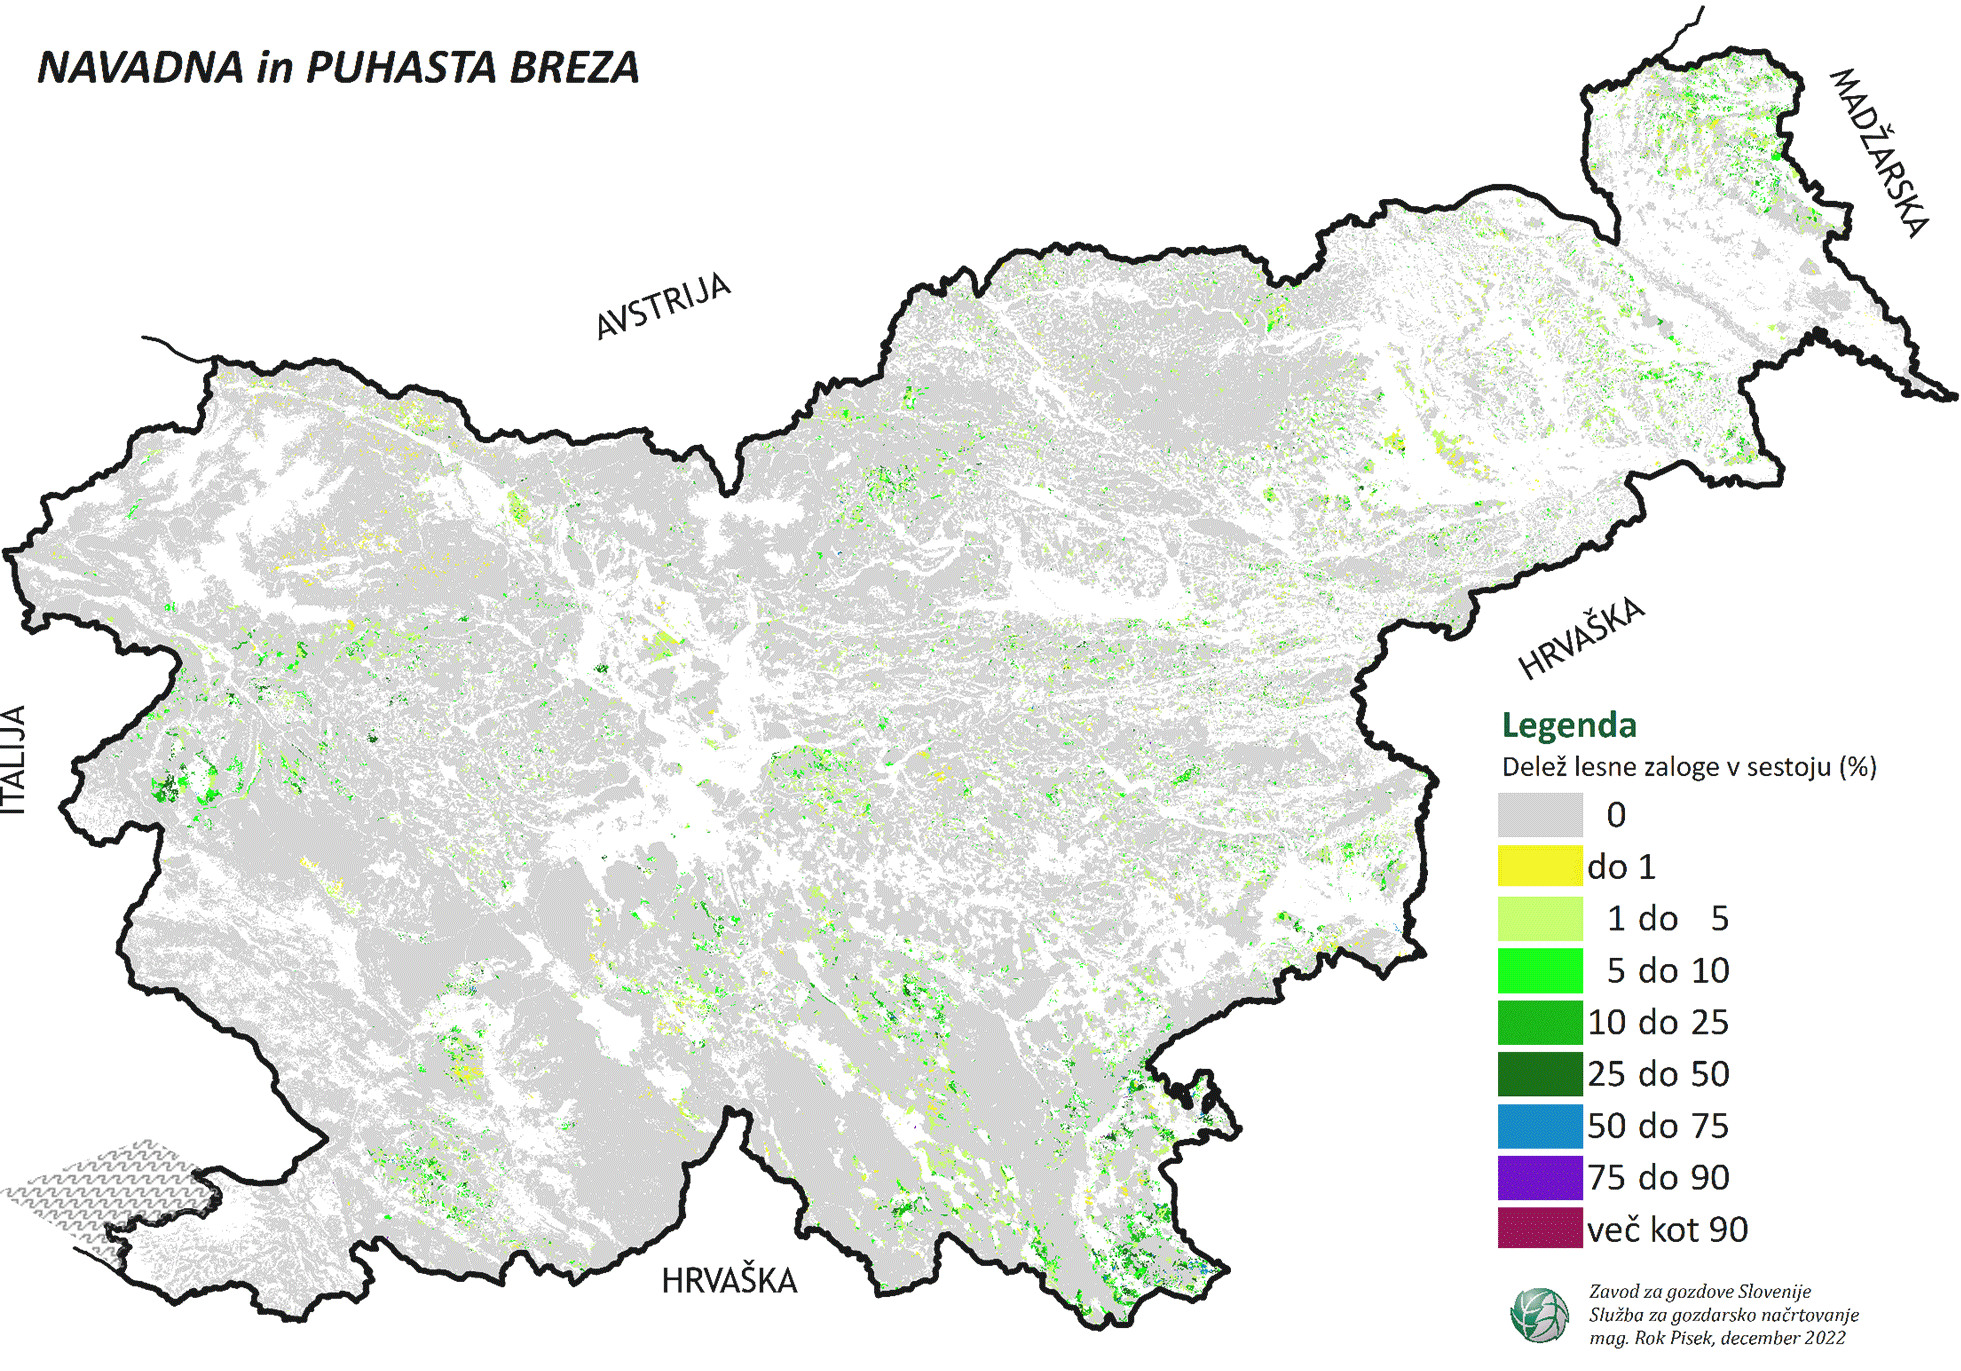 NAVADNA in PUHASTA BREZA
MADŽARSKA
AVSTRIJA
HRVAŠKA
ITALIJA
HRVAŠKA
Legenda
Delež lesne zaloge v sestoju (%)
0
do 1
1 do 5
5 do 10
10 do 25
25 do 50
50 do 75
75 do 90
več kot 90
Zavod za gozdove Slovenije
Služba za gozdarsko načrtovanje
mag. Rok Pisek, december 2022